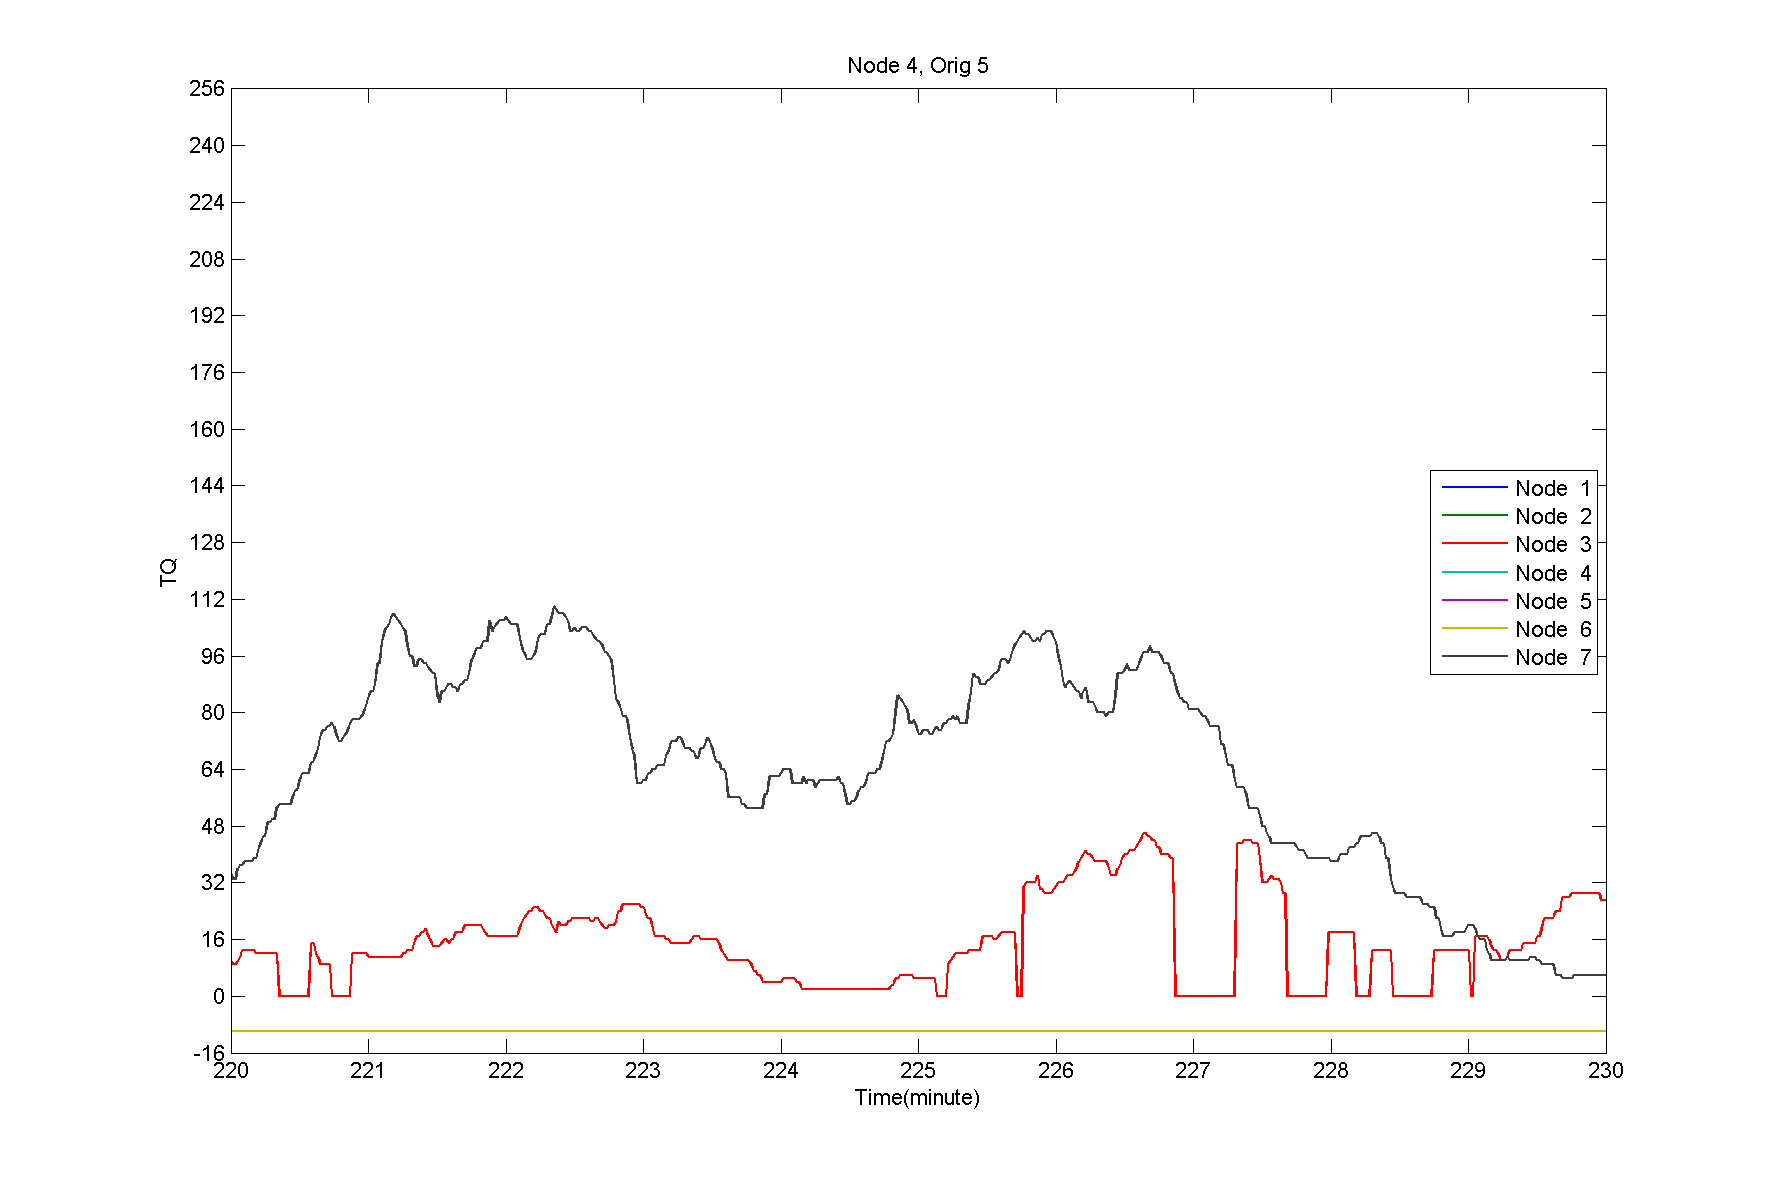 Node 4, Orig 5
256
240
224
208
192
176
160
144
128
112
96
80
64
48
32
16
0
-16
TQ
Node 1
Node 2
Node 3
Node 4
Node 5
Node 6
Node 7
220 221 222 223 224 225 226 227 228 229 230
Time(minute)